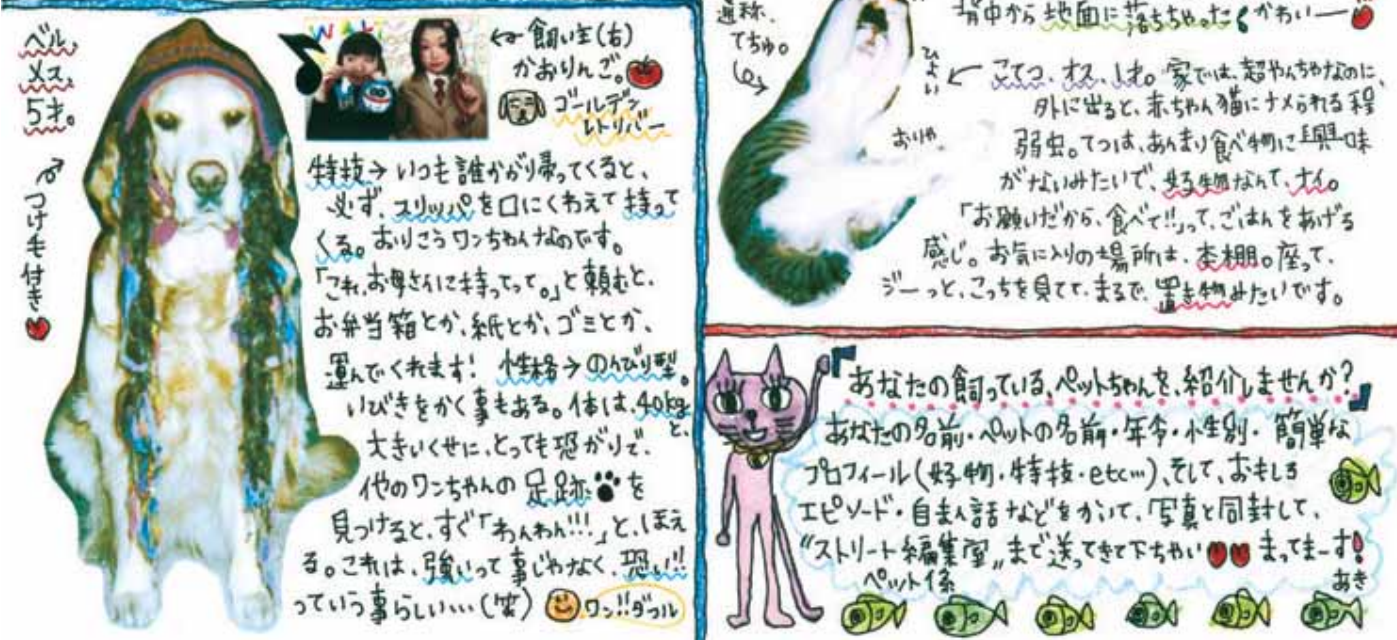 ベル、
メス、
5才。
つけ毛付き
WaLk
← 飼い主(右)
かおりんご。
ゴールデン
レトリバー
特技→いつも誰かがり帰ってくると、
必ず、スリッパを口にくわえて持って
くる。おりこうワンちゃんなのです。
「これ、お母さんに持ってって。」と頼むと、
お弁当箱とか、紙とか、ゴミとか、
運んでくれます! 性格→のんびり型。
いびきをかく事もある。体は、40kgと、
大きいくせに、とっても恐がりで、
他のワンちゃんの足跡を
見つけると、すぐ「わんわん!!!」と、ほえ
る。これは、強いって事じゃなく、恐い!!
っていう事らしい…(笑) ワン!!ダフル
通称、
てちゅ。
ひょい
おりゃ
背中から地面に落ちちゃった かわいー
← こてつ、オス、1才。家では、超やんちゃなのに、
外に出ると、赤ちゃん猫にナメられる程
弱虫。てつは、あんまり食べ物に興味
がないみたいで、好物なんて、ナイ。
「お願いだから、食べて!!」って、ごはんをあげる
感じ。お気に入りの場所は、本棚。座って、
ジーっと、こっちを見てて、まるで、置き物みたいです。
『あなたの飼っている、ペットちゃんを、紹介しませんか?』
あなたの名前・ペットの名前・年令・性別・簡単な
プロフィール(好物・特技・etc…)、そして、おもしろ
エピソード・自まん話などをかいて、写真と同封して、
"ストリート編集室"まで送ってきて下ちゃい まってまーす!
ペット係
あき